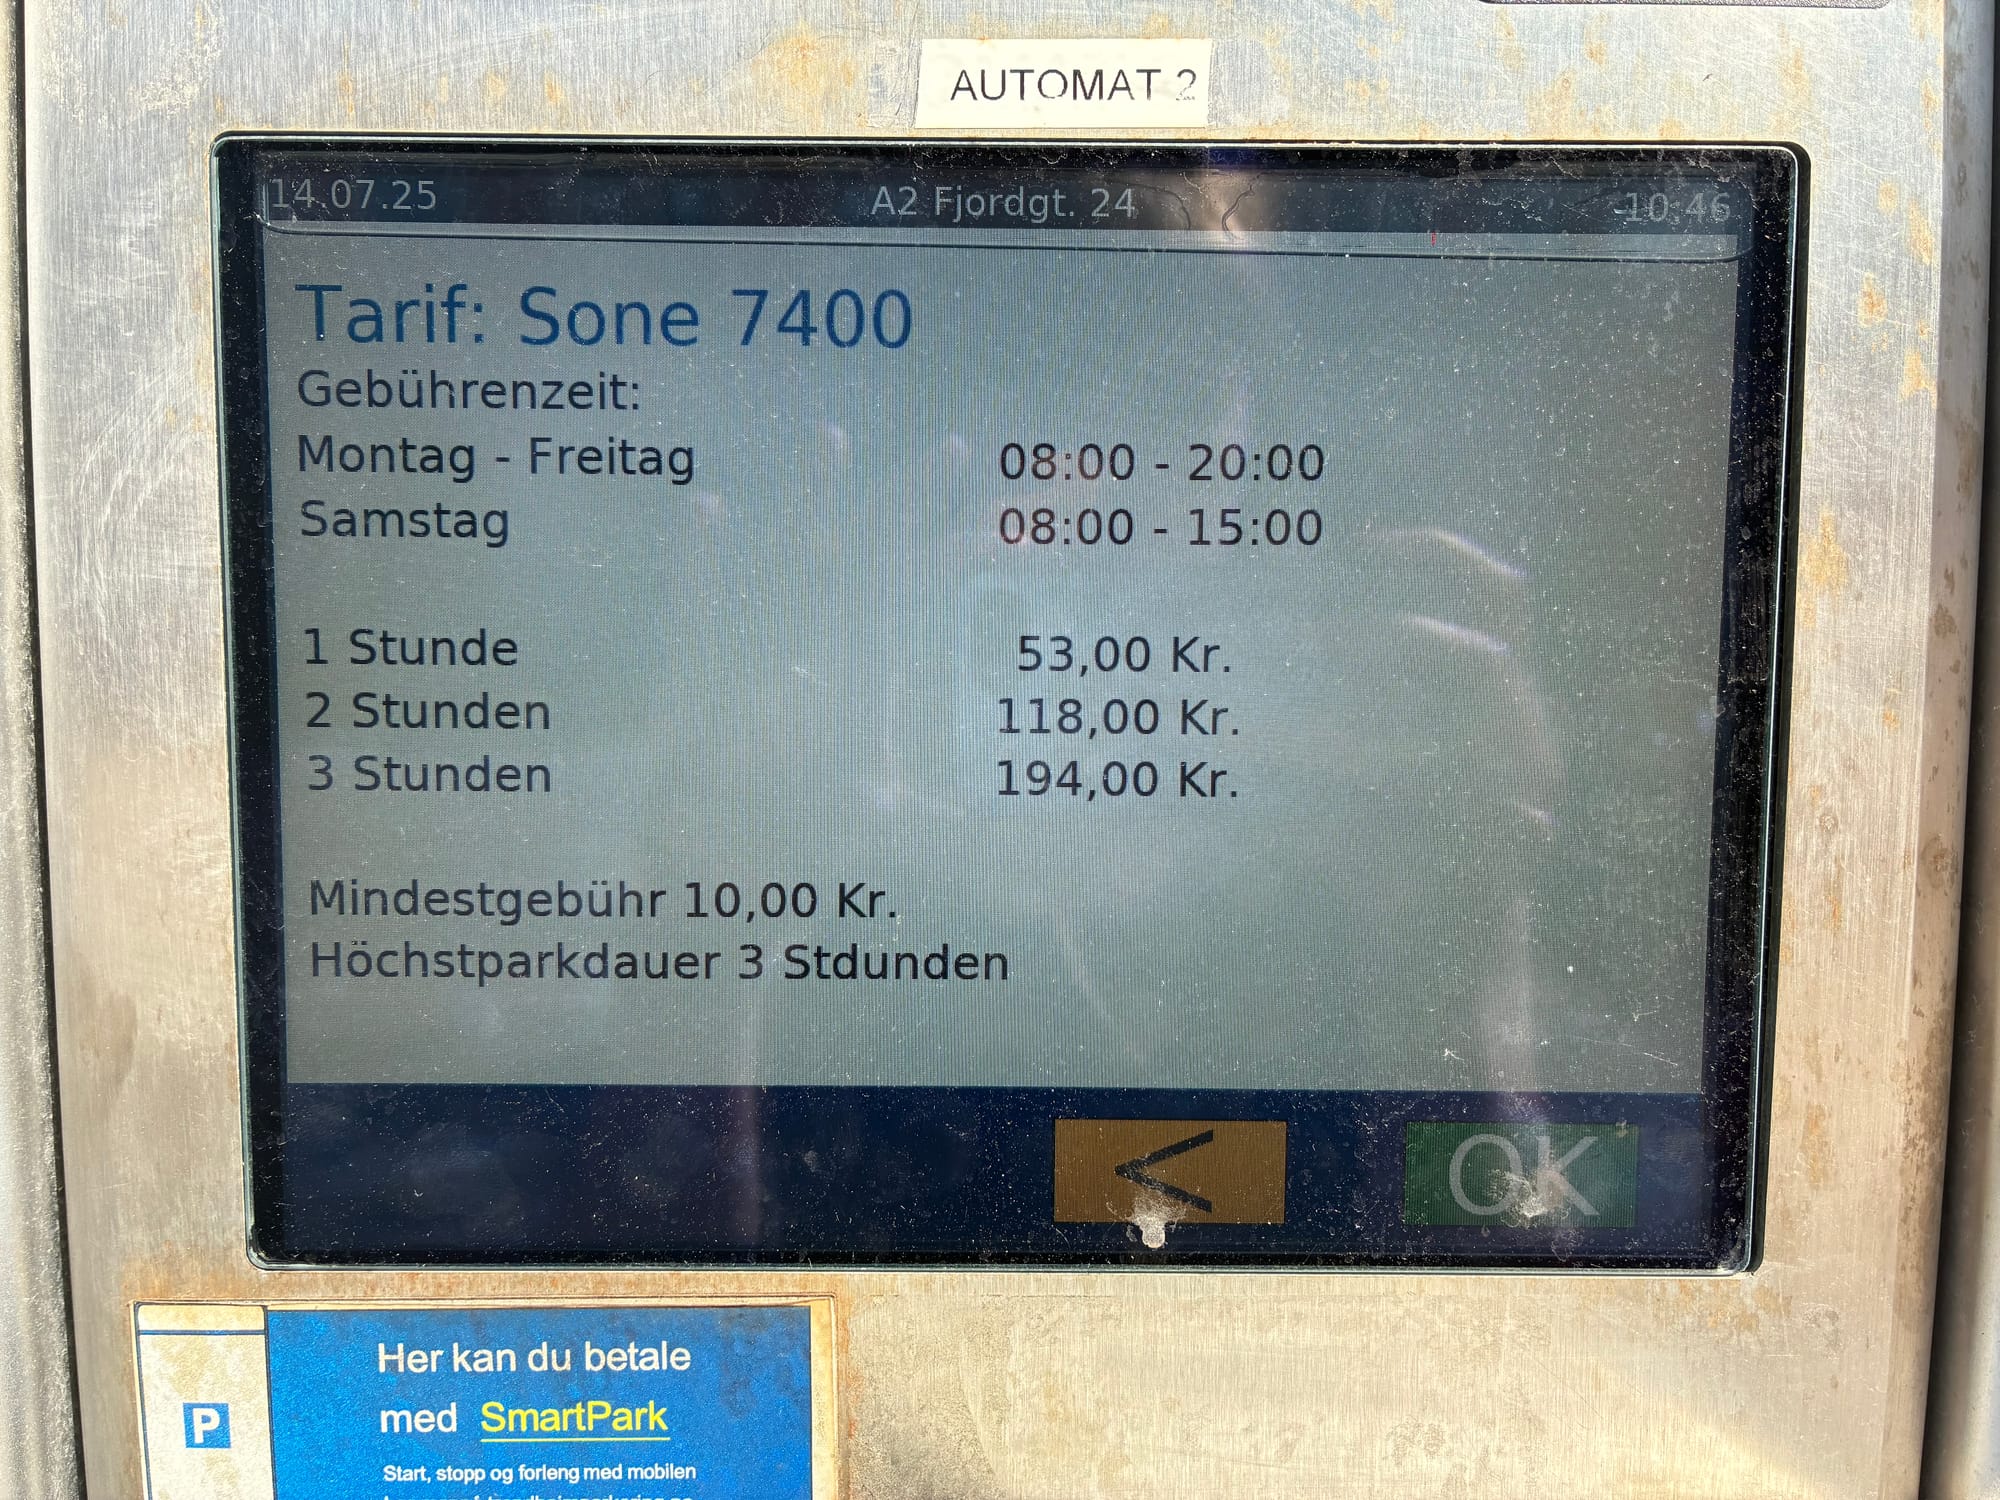 AUTOMAT 2
14.07.25 A2 Fjordgt. 24 10:46
Tarif: Sone 7400
Gebührenzeit:
Montag - Freitag 08:00 - 20:00
Samstag 08:00 - 15:00
1 Stunde 53,00 Kr.
2 Stunden 118,00 Kr.
3 Stunden 194,00 Kr.
Mindestgebühr 10,00 Kr.
Höchstparkdauer 3 Stdunden
< OK
Her kan du betale
P med SmartPark
Start, stopp og forleng med mobilen